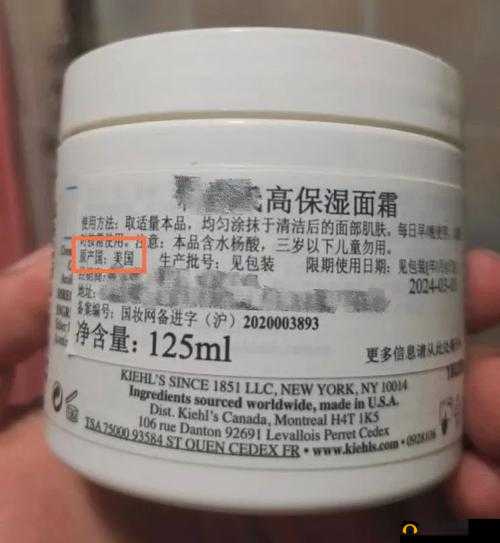 高保湿面霜
使用方法：取适量本品，均匀涂抹于清洁后的面部肌肤。每日早
注意：本品含水杨酸，三岁以下儿童勿用。
原产国：美国 生产批号：见包装 限期使用日期：见包装
地址： 2024-03-0
备案编号：国妆网备进字（沪）2020003893
净含量：125ml 更多信息请从此处
KIEHL'S SINCE 1851 LLC, NEW YORK, NY 10014
Ingredients sourced worldwide, made in U.S.A.
Dist. Kiehl's Canada, Montreal H4T 1K5
106 rue Danton 92691 Levallois Perret Cedex
TSA 75000 93584 ST OUEN CEDEX FR • www.kiehls.com • 0928106